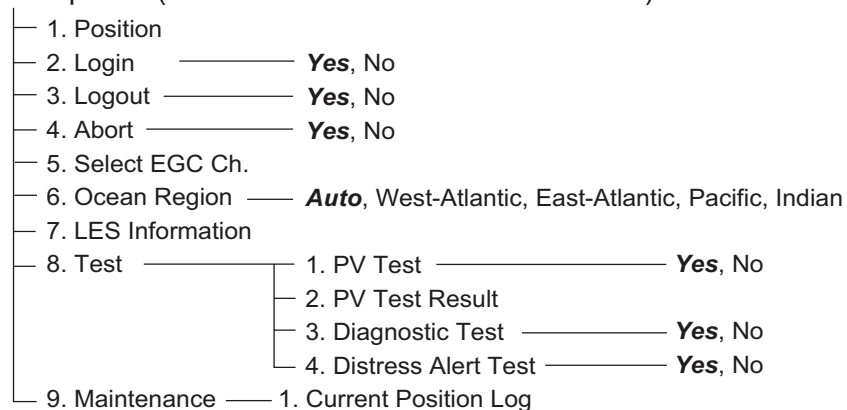 1. Position
2. Login Yes, No
3. Logout Yes, No
4. Abort Yes, No
5. Select EGC Ch.
6. Ocean Region Auto, West-Atlantic, East-Atlantic, Pacific, Indian
7. LES Information
8. Test 1. PV Test Yes, No
2. PV Test Result
3. Diagnostic Test Yes, No
4. Distress Alert Test Yes, No
9. Maintenance 1. Current Position Log